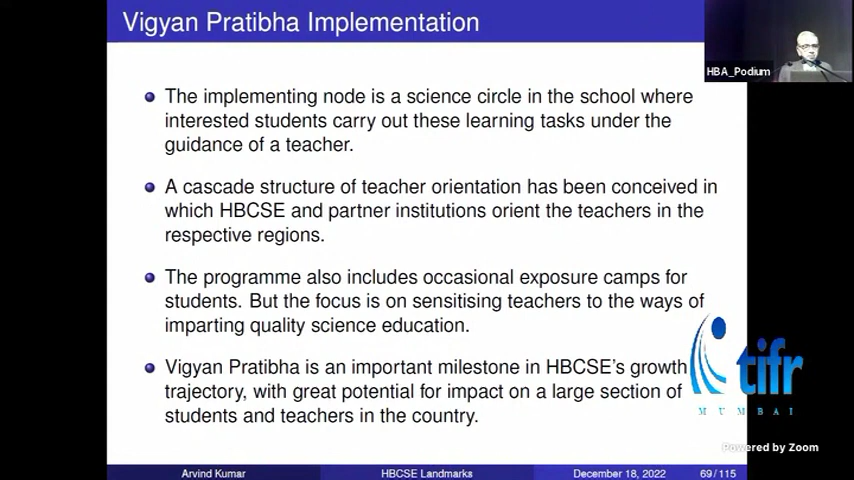 Vigyan Pratibha Implementation
HBA_Podium
The implementing node is a science circle in the school where
interested students carry out these learning tasks under the
guidance of a teacher.
A cascade structure of teacher orientation has been conceived in
which HBCSE and partner institutions orient the teachers in the
respective regions.
The programme also includes occasional exposure camps for
students. But the focus is on sensitising teachers to the ways of
imparting quality science education.
Vigyan Pratibha is an important milestone in HBCSE's growth
trajectory, with great potential for impact on a large section of
students and teachers in the country.
tifr
MUMBAI
Powered by Zoom
Arvind Kumar HBCSE Landmarks December 18, 2022 69 / 115